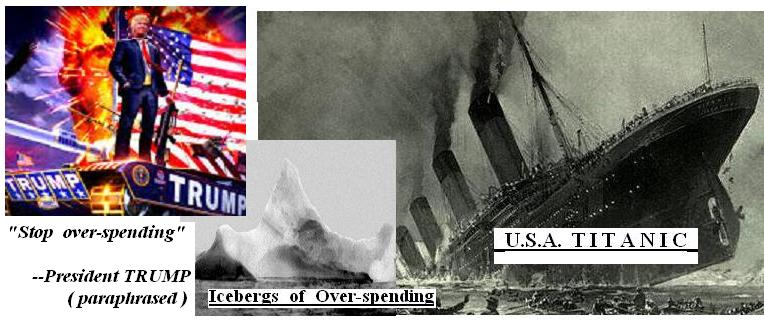 TRUMP
TRUMP
"Stop over-spending"
--President TRUMP
( paraphrased )
Icebergs of Over-spending
U.S.A. TITANIC